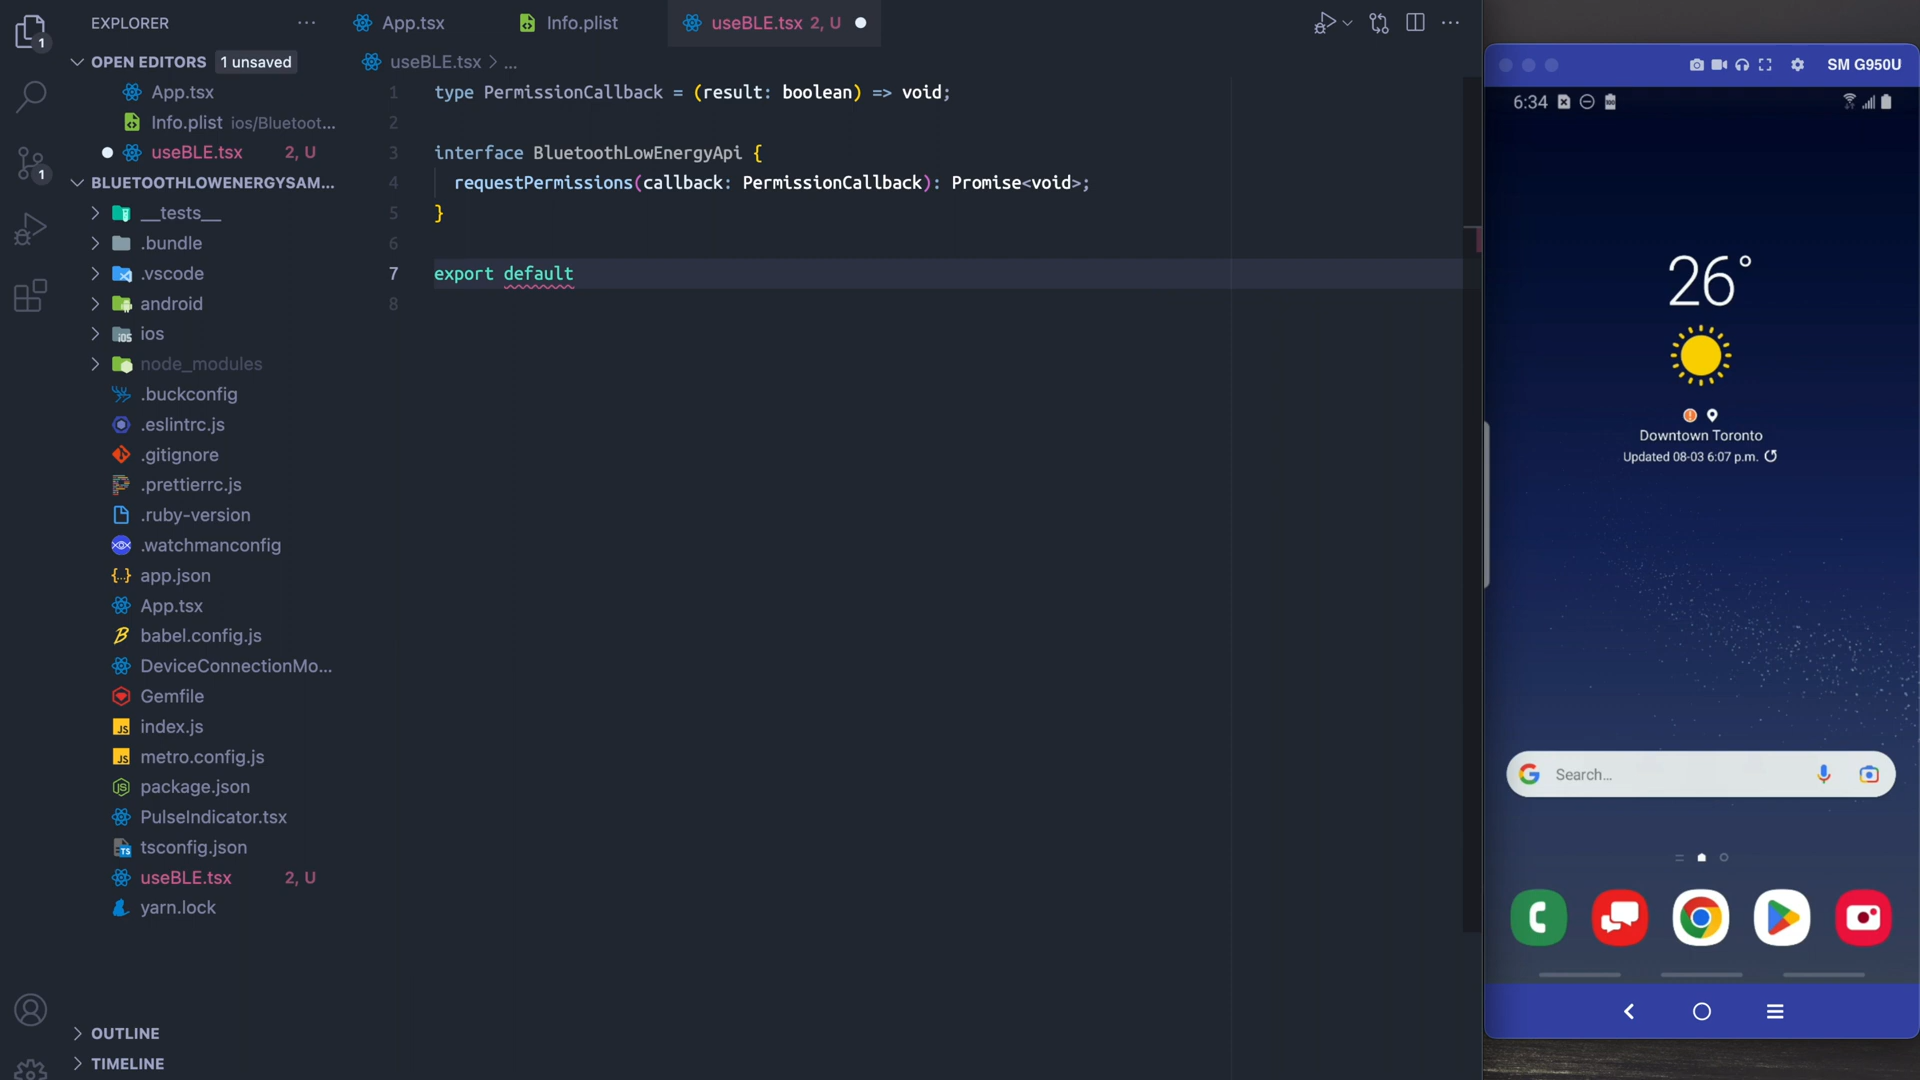 EXPLORER
OPEN EDITORS 1 unsaved
App.tsx
Info.plist ios/Bluetoot...
useBLE.tsx 2, U
BLUETOOTHLOWENERGYSAM...
__tests__
.bundle
.vscode
android
ios
node_modules
.buckconfig
.eslintrc.js
.gitignore
.prettierrc.js
.ruby-version
.watchmanconfig
app.json
App.tsx
babel.config.js
DeviceConnectionMo...
Gemfile
index.js
metro.config.js
package.json
PulseIndicator.tsx
tsconfig.json
useBLE.tsx 2, U
yarn.lock
OUTLINE
TIMELINE
1
1
App.tsx
Info.plist
useBLE.tsx 2, U
useBLE.tsx > ...
1 type PermissionCallback = (result: boolean) => void;
2
3 interface BluetoothLowEnergyApi {
4 requestPermissions(callback: PermissionCallback): Promise<void>;
5 }
6
7 export default
8
SM G950U
6:34
26°
Downtown Toronto
Updated 08-03 6:07 p.m.
Search...